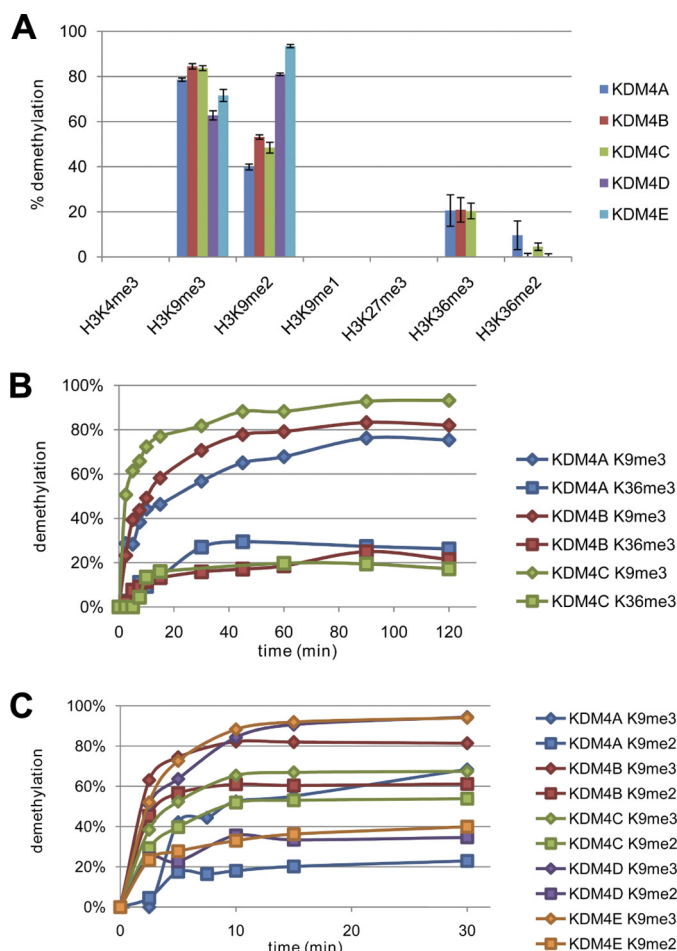 A
100
80
60
40
20
0
% demethylation
H3K4me3
H3K9me3
H3K9me2
H3K9me1
H3K27me3
H3K36me3
H3K36me2
KDM4A
KDM4B
KDM4C
KDM4D
KDM4E
B
100%
80%
60%
40%
20%
0%
demethylation
0 20 40 60 80 100 120
time (min)
KDM4A K9me3
KDM4A K36me3
KDM4B K9me3
KDM4B K36me3
KDM4C K9me3
KDM4C K36me3
C
100%
80%
60%
40%
20%
0%
demethylation
0 10 20 30
time (min)
KDM4A K9me3
KDM4A K9me2
KDM4B K9me3
KDM4B K9me2
KDM4C K9me3
KDM4C K9me2
KDM4D K9me3
KDM4D K9me2
KDM4E K9me3
KDM4E K9me2